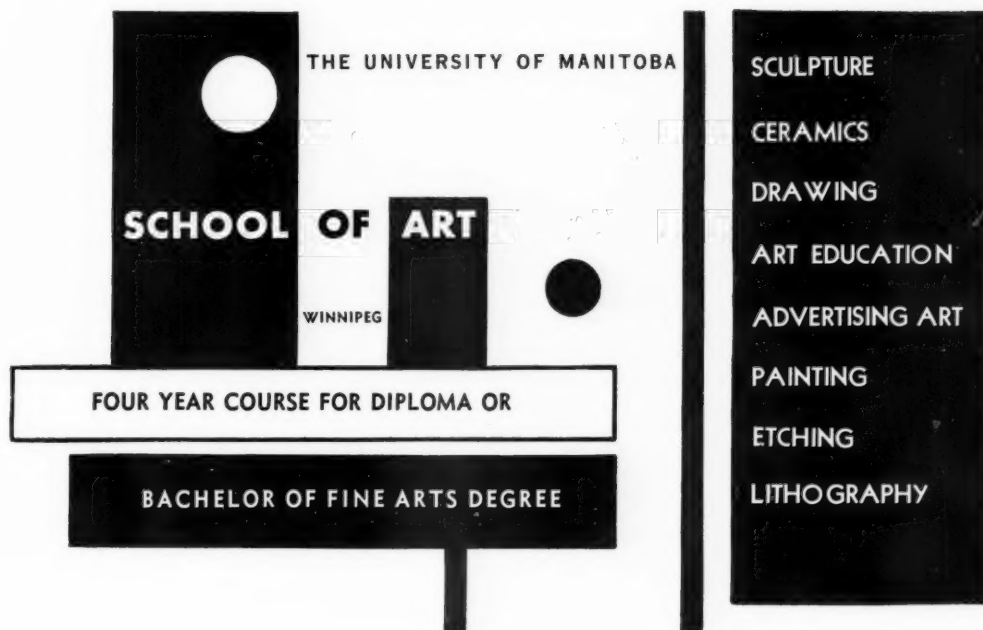 THE UNIVERSITY OF MANITOBA
SCHOOL OF ART
WINNIPEG
FOUR YEAR COURSE FOR DIPLOMA OR
BACHELOR OF FINE ARTS DEGREE
SCULPTURE
CERAMICS
DRAWING
ART EDUCATION
ADVERTISING ART
PAINTING
ETCHING
LITHOGRAPHY